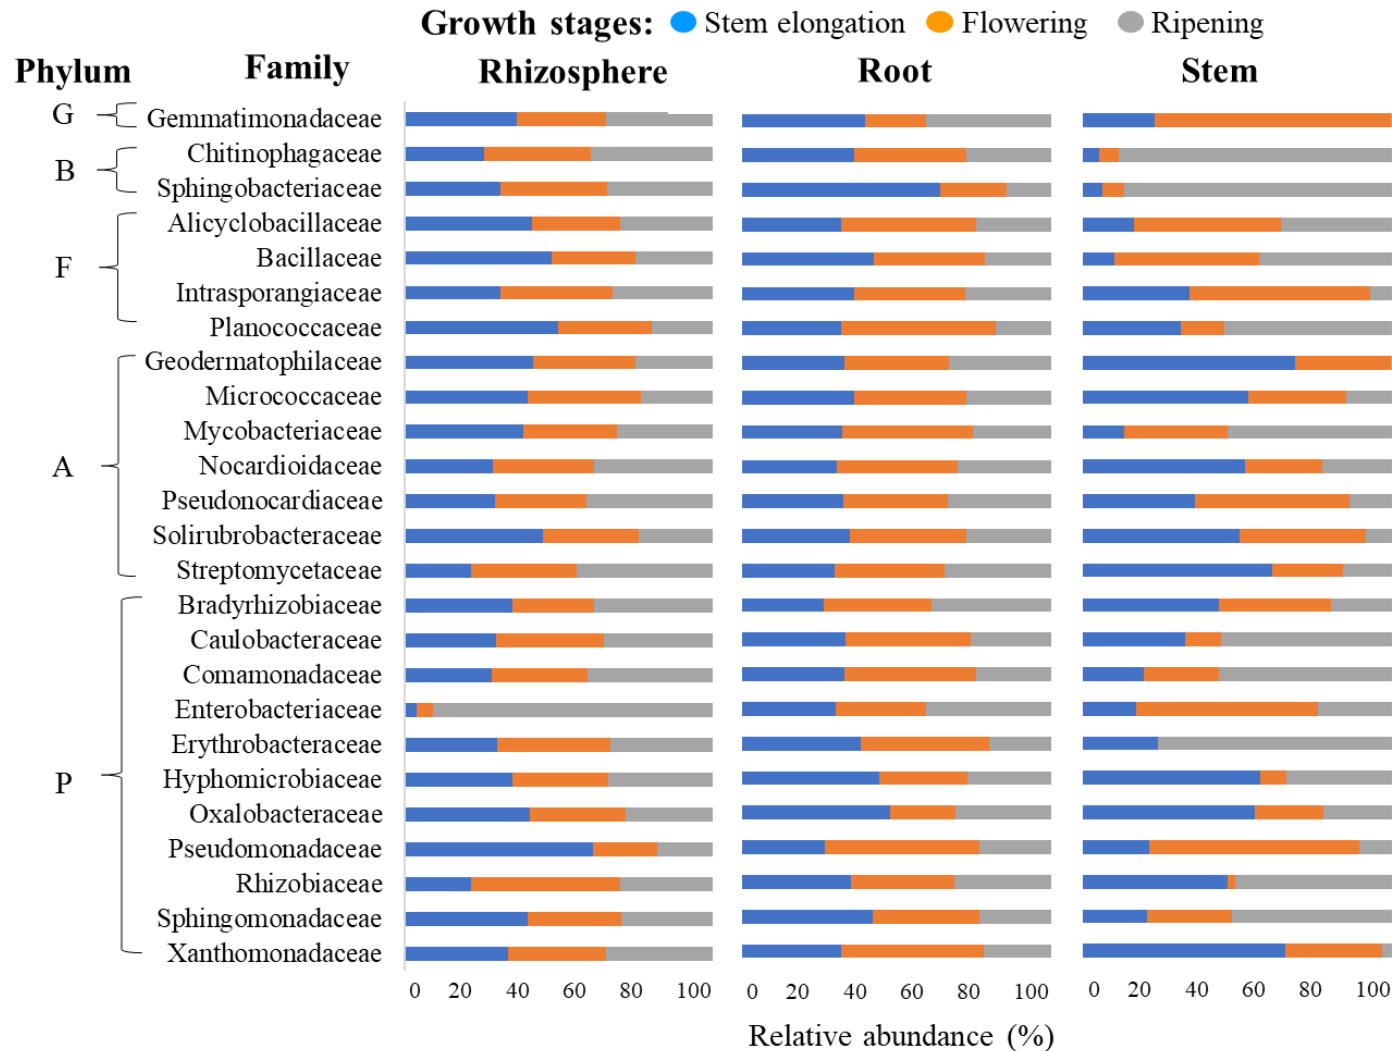 Growth stages: Stem elongation Flowering Ripening
Phylum Family Rhizosphere Root Stem
G Gemmatimonadaceae
B Chitinophagaceae
Sphingobacteriaceae
F Alicyclobacillaceae
Bacillaceae
Intrasporangiaceae
Planococcaceae
A Geodermatophilaceae
Micrococcaceae
Mycobacteriaceae
Nocardioidaceae
Pseudonocardiaceae
Solirubrobacteraceae
Streptomycetaceae
P Bradyrhizobiaceae
Caulobacteraceae
Comamonadaceae
Enterobacteriaceae
Erythrobacteraceae
Hyphomicrobiaceae
Oxalobacteraceae
Pseudomonadaceae
Rhizobiaceae
Sphingomonadaceae
Xanthomonadaceae
0 20 40 60 80 100 0 20 40 60 80 100 0 20 40 60 80 100
Relative abundance (%)